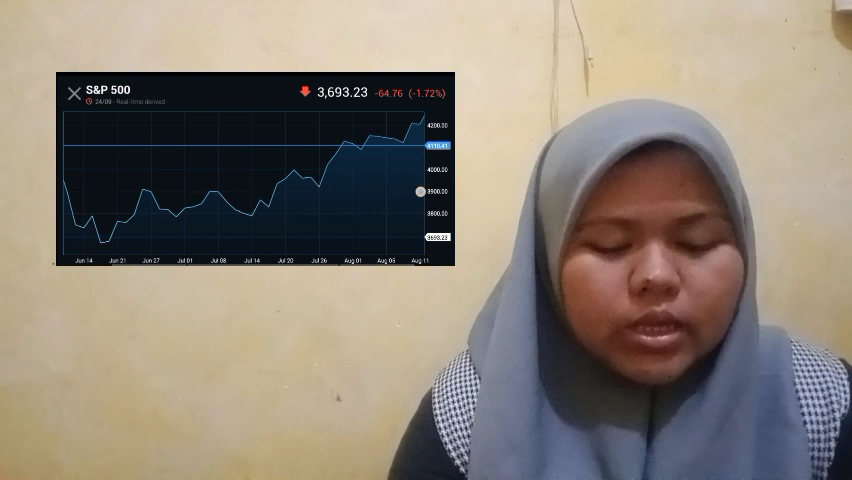 S&P 500
3,693.23 -64.76 (-1.72%)
24/09 · Real-time derived
4200.00
4110.41
4000.00
3900.00
3800.00
3693.23
Jun 14 Jun 21 Jun 27 Jul 01 Jul 08 Jul 14 Jul 20 Jul 26 Aug 01 Aug 05 Aug 11